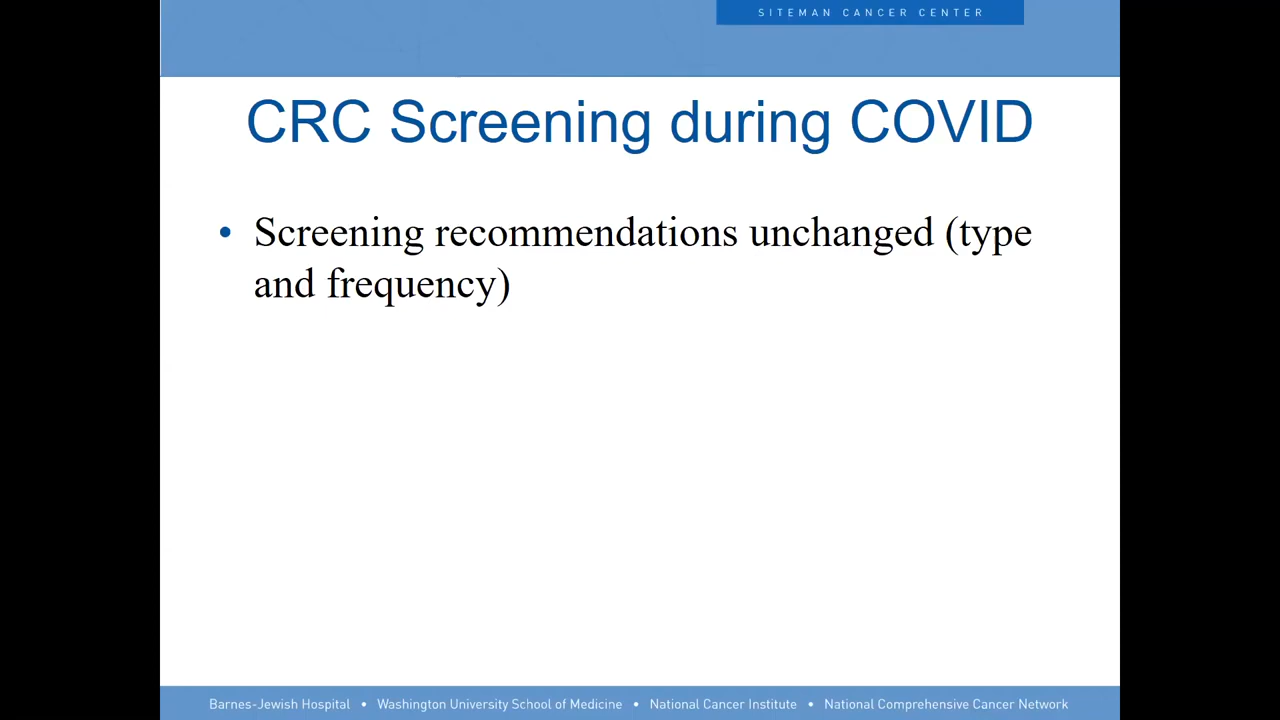 SITEMAN CANCER CENTER
CRC Screening during COVID
• Screening recommendations unchanged (type
and frequency)
Barnes-Jewish Hospital • Washington University School of Medicine • National Cancer Institute • National Comprehensive Cancer Network